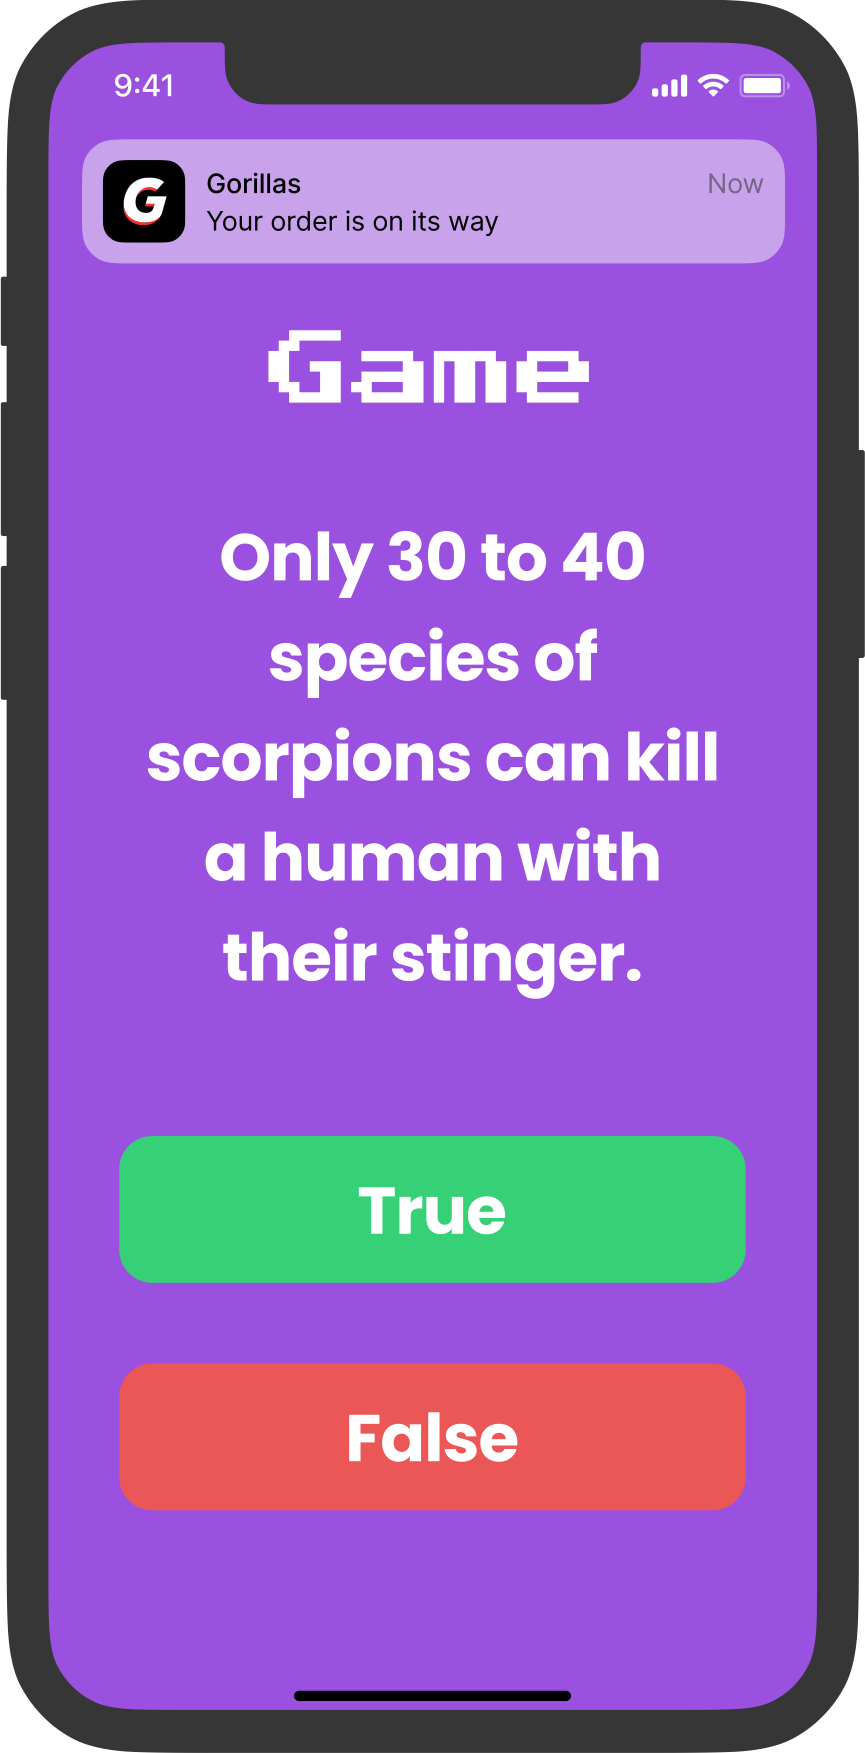 9:41
G
Gorillas
Now
Your order is on its way
Game
Only 30 to 40
species of
scorpions can kill
a human with
their stinger.
True
False